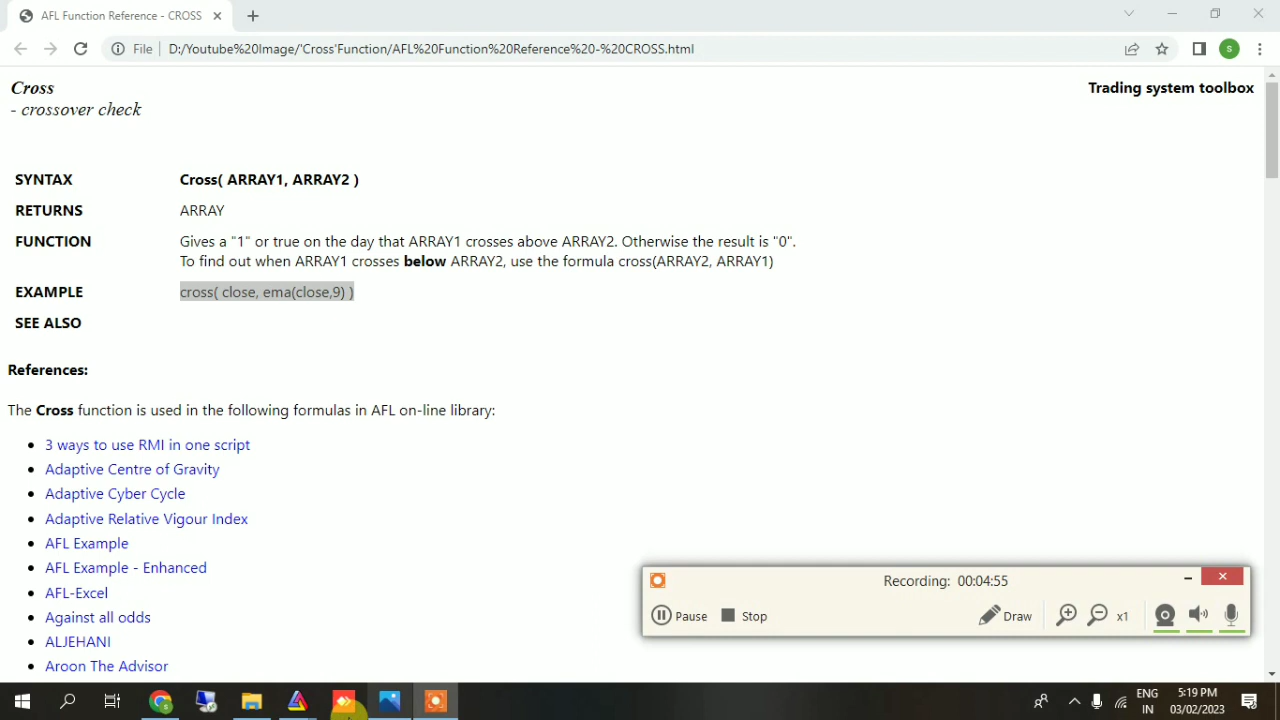 AFL Function Reference - CROSS
File
D:/Youtube%20Image/'Cross'Function/AFL%20Function%20Reference%20-%20CROSS.html
S
Cross
Trading system toolbox
- crossover check
SYNTAX Cross( ARRAY1, ARRAY2 )
RETURNS ARRAY
FUNCTION Gives a "1" or true on the day that ARRAY1 crosses above ARRAY2. Otherwise the result is "0".
To find out when ARRAY1 crosses below ARRAY2, use the formula cross(ARRAY2, ARRAY1)
EXAMPLE cross( close, ema(close,9) )
SEE ALSO
References:
The Cross function is used in the following formulas in AFL on-line library:
3 ways to use RMI in one script
Adaptive Centre of Gravity
Adaptive Cyber Cycle
Adaptive Relative Vigour Index
AFL Example
AFL Example - Enhanced
AFL-Excel
Against all odds
ALJEHANI
Aroon The Advisor
Recording: 00:04:55
Pause Stop Draw x1
ENG
IN
5:19 PM
03/02/2023